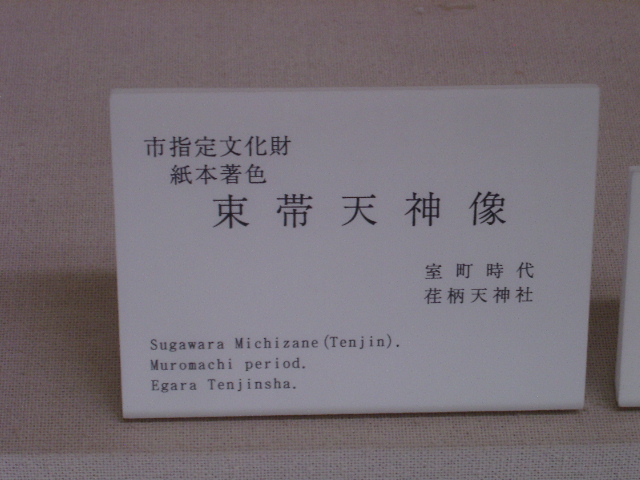 市指定文化財
紙本著色
束帯天神像
室町時代
荏柄天神社
Sugawara Michizane(Tenjin).
Muromachi period.
Egara Tenjinsha.